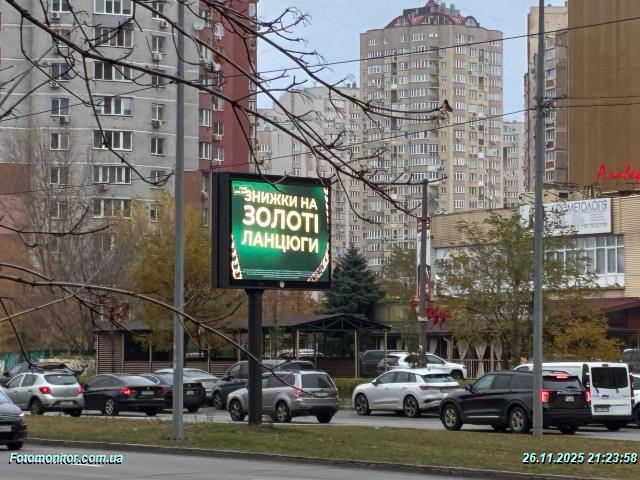 ЗНИЖКИ НА
ЗОЛОТІ
ЛАНЦЮГИ
КОСМЕТОЛОГІЯ
Fotomonitor.com.ua
26.11.2025 21:23:58